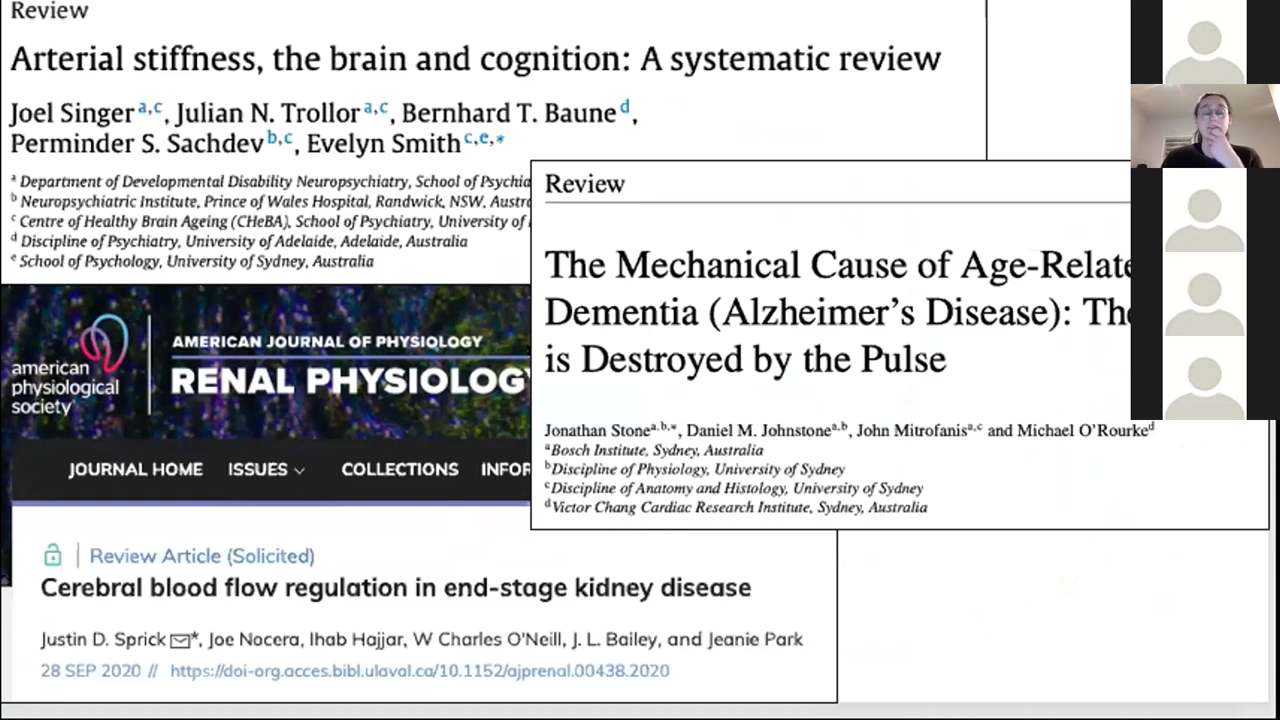 Review
Arterial stiffness, the brain and cognition: A systematic review
Joel Singer a,c, Julian N. Trollor a,c, Bernhard T. Baune d,
Perminder S. Sachdev b,c, Evelyn Smith c,e,*
a Department of Developmental Disability Neuropsychiatry, School of
b Neuropsychiatric Institute, Prince of Wales Hospital, Randwick, NSW,
c Centre of Healthy Brain Ageing (CHeBA), School of Psychiatry, University of
d Discipline of Psychiatry, University of Adelaide, Adelaide, Australia
e School of Psychology, University of Sydney, Australia
Review
The Mechanical Cause of Age-Relate
Dementia (Alzheimer's Disease): The
is Destroyed by the Pulse
Jonathan Stone a,b,*, Daniel M. Johnstone a,b, John Mitrofanis a,c and Michael O'Rourke d
a Bosch Institute, Sydney, Australia
b Discipline of Physiology, University of Sydney
c Discipline of Anatomy and Histology, University of Sydney
d Victor Chang Cardiac Research Institute, Sydney, Australia
american
physiological
society
AMERICAN JOURNAL OF PHYSIOLOGY
RENAL PHYSIOLOGY
JOURNAL HOME ISSUES COLLECTIONS INFOR
Review Article (Solicited)
Cerebral blood flow regulation in end-stage kidney disease
Justin D. Sprick *, Joe Nocera, Ihab Hajjar, W Charles O'Neill, J. L. Bailey, and Jeanie Park
28 SEP 2020 // https://doi-org.acces.bibl.ulaval.ca/10.1152/ajprenal.00438.2020